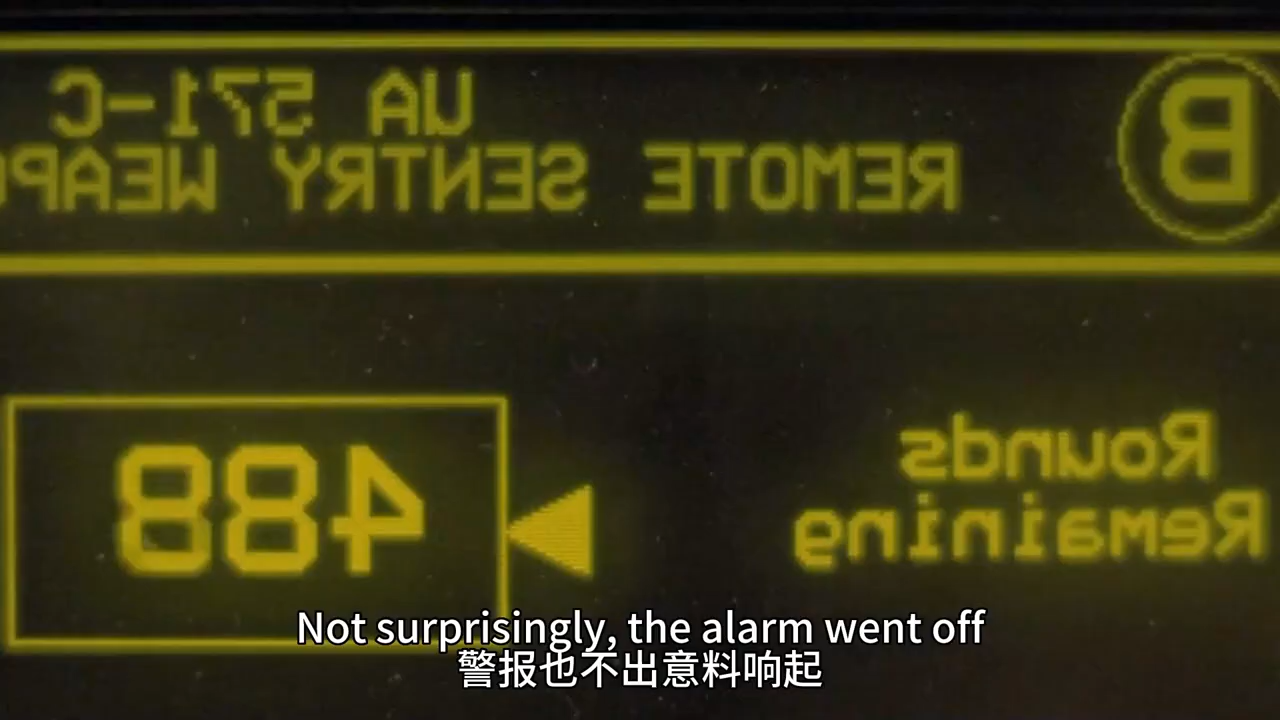 B
UA 571-C
REMOTE SENTRY WEAPO
Rounds
Remaining
488
Not surprisingly, the alarm went off
警报也不出意料响起